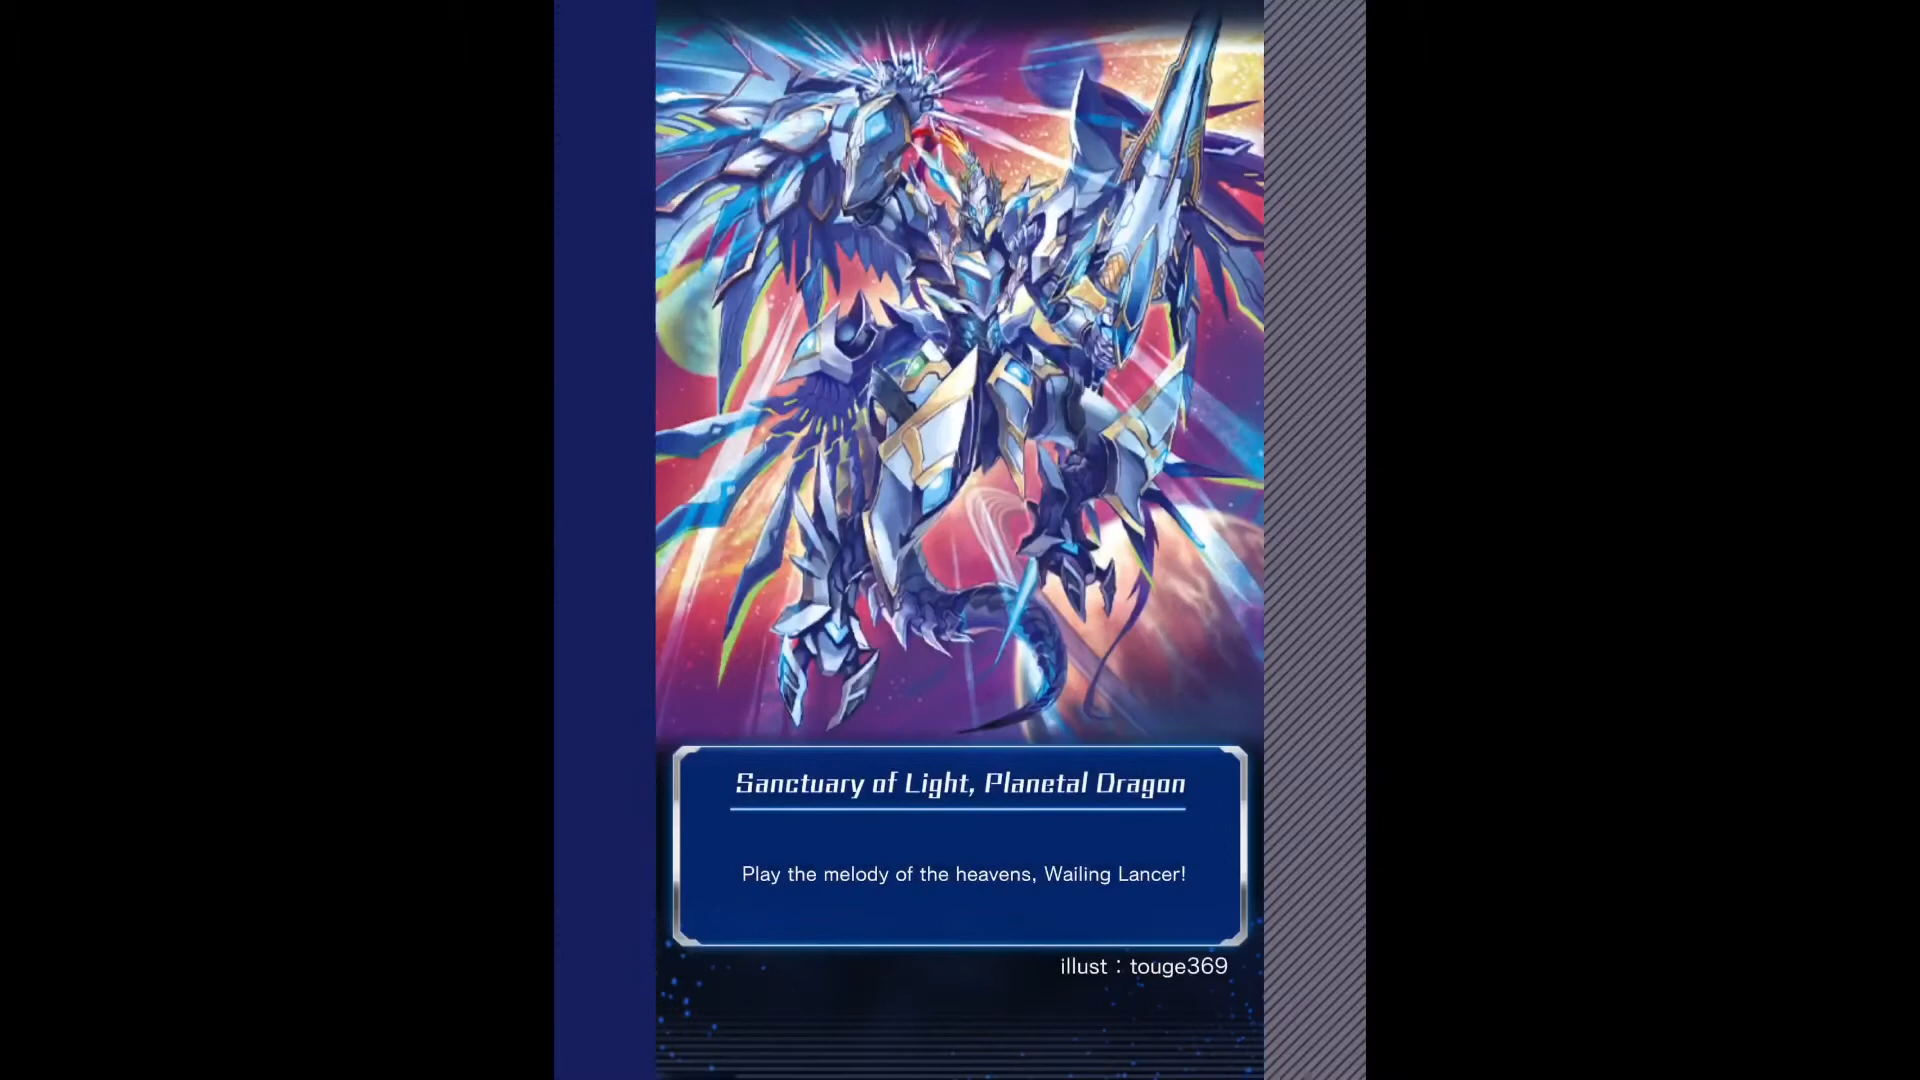 Sanctuary of Light, Planetal Dragon
Play the melody of the heavens, Wailing Lancer!
illust : touge369